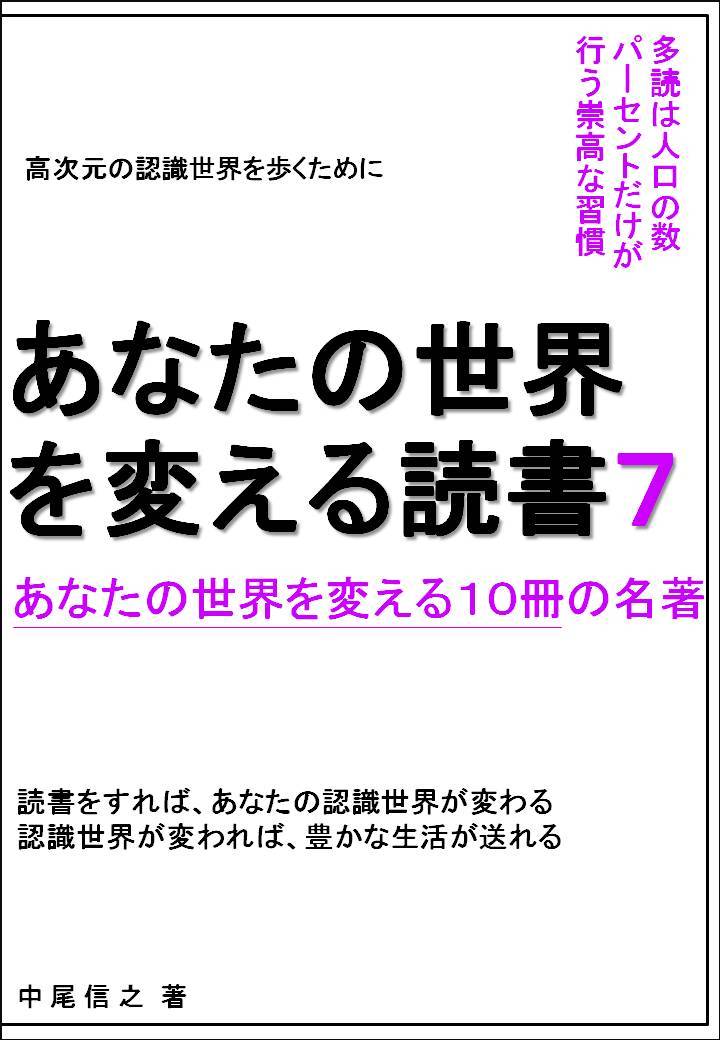 多読は人口の数
パーセントだけが
行う崇高な習慣
高次元の認識世界を歩くために
あなたの世界
を変える読書7
あなたの世界を変える１０冊の名著
読書をすれば、あなたの認識世界が変わる
認識世界が変われば、豊かな生活が送れる
中尾信之 著